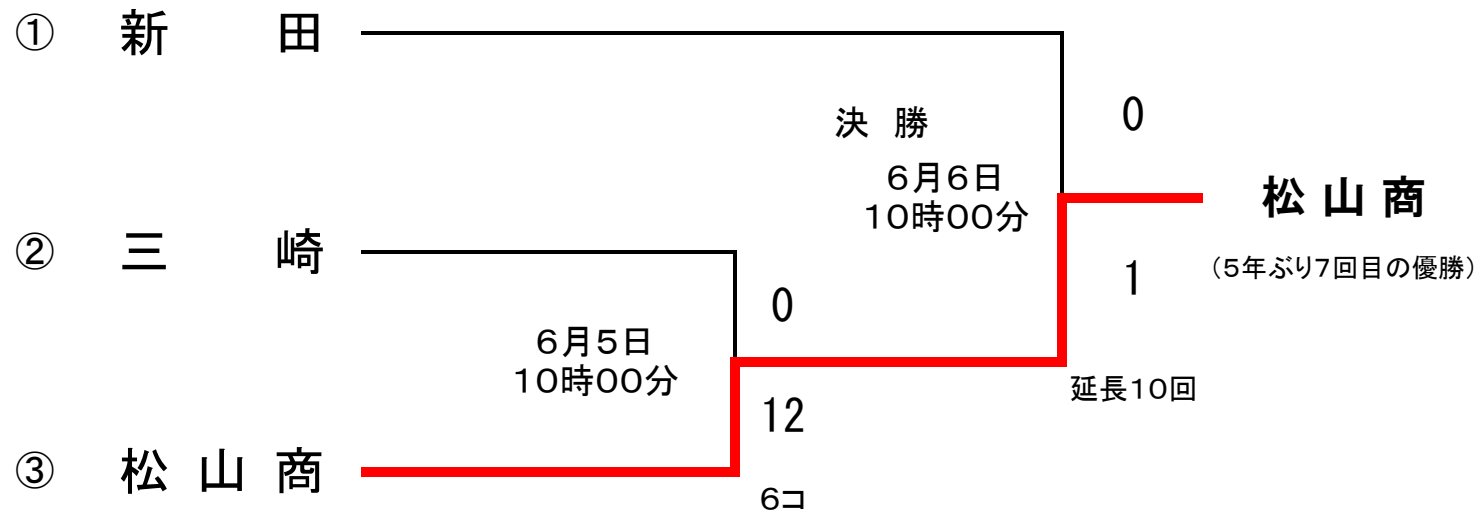 ① 新 田
決 勝
0
6月6日
10時00分
松 山 商
② 三 崎
(5年ぶり7回目の優勝)
1
0
6月5日
10時00分
延長10回
12
③ 松 山 商
6コ